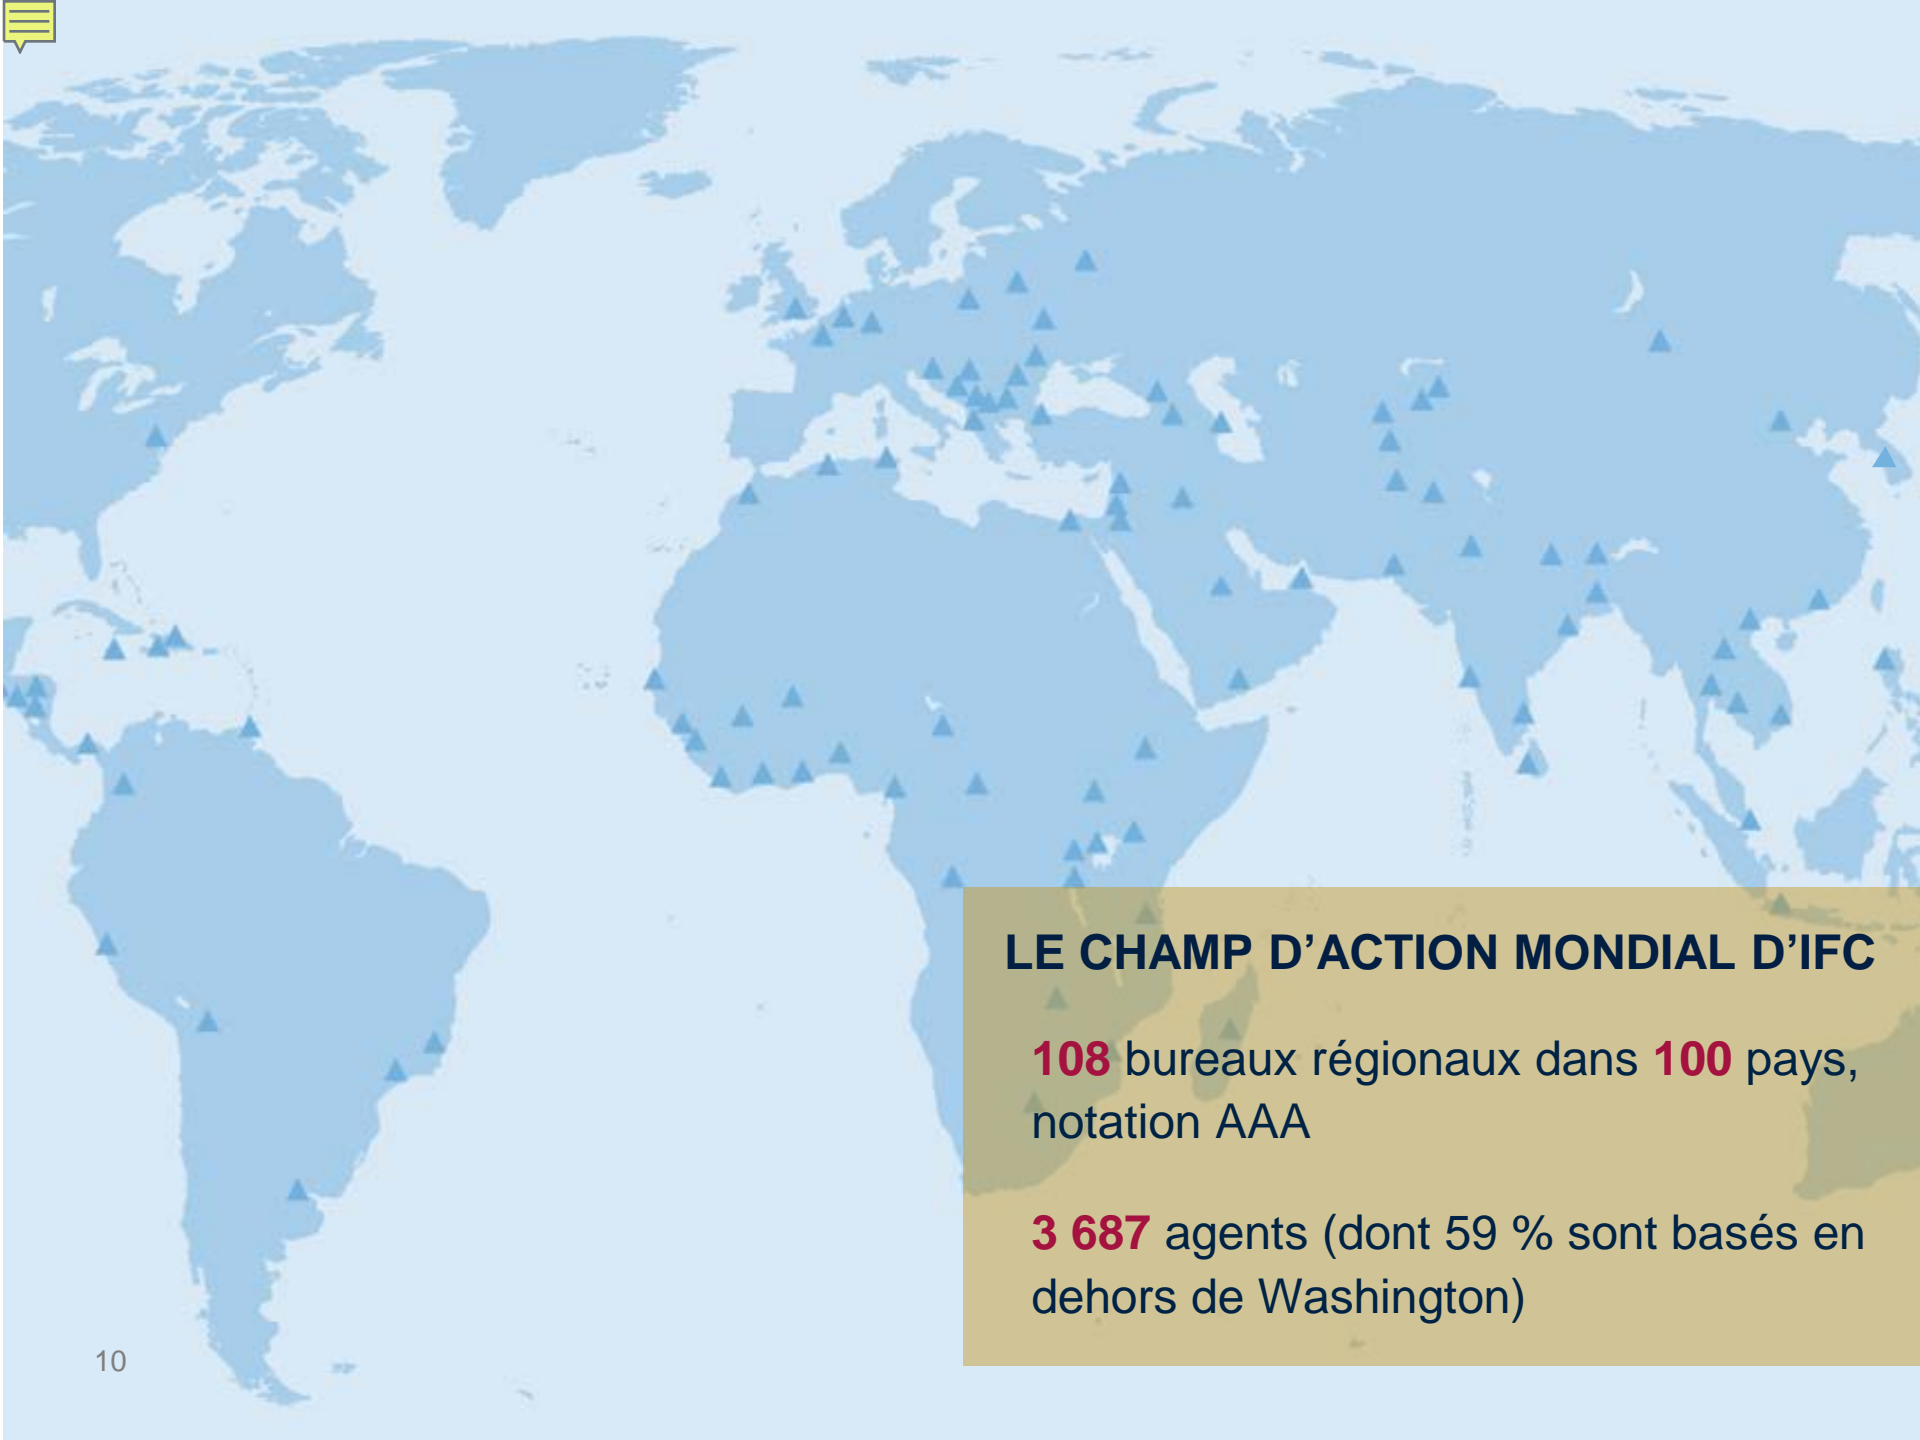 LE CHAMP D’ACTION MONDIAL D’IFC
108 bureaux régionaux dans 100 pays,
notation AAA
3 687 agents (dont 59 % sont basés en
dehors de Washington)
10